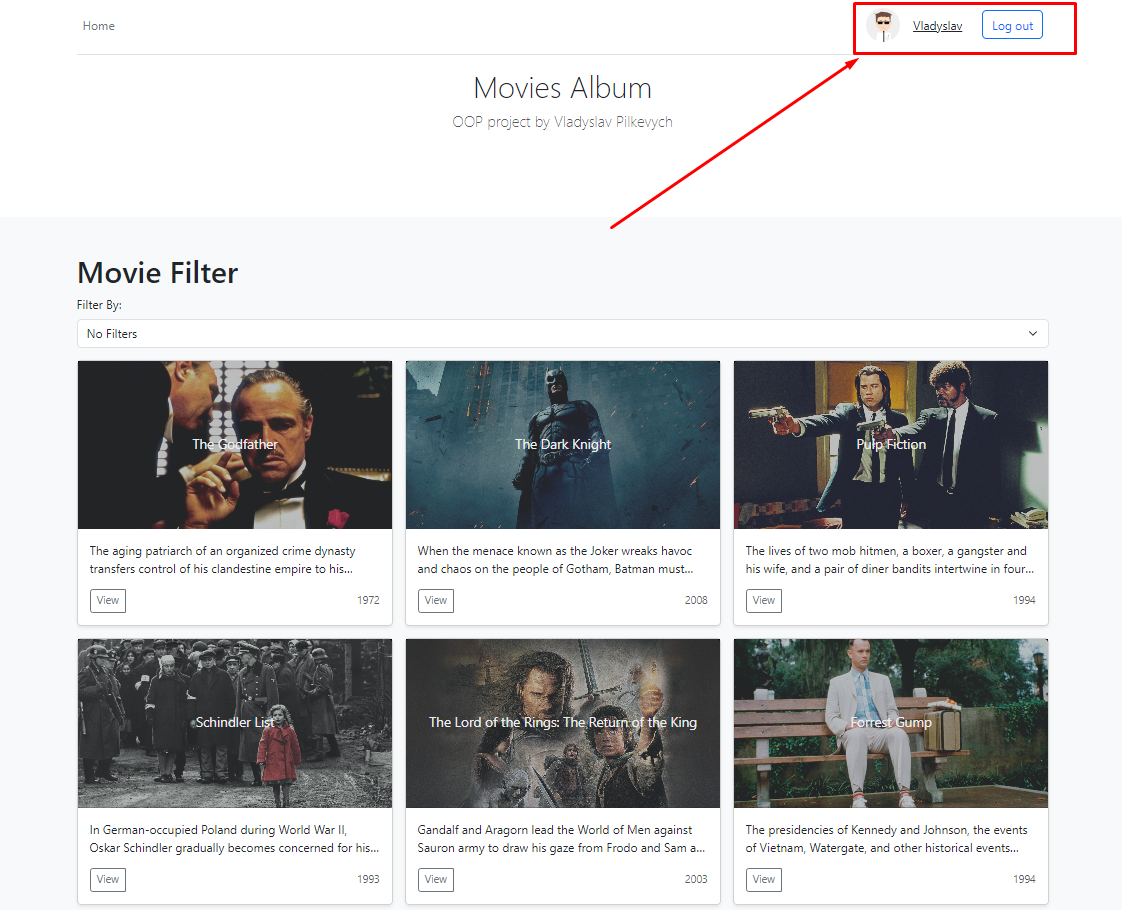 Home
Vladyslav
Log out
Movies Album
OOP project by Vladyslav Pilkevych
Movie Filter
Filter By:
No Filters
The Godfather
The Dark Knight
Pulp Fiction
The aging patriarch of an organized crime dynasty
transfers control of his clandestine empire to his...
When the menace known as the Joker wreaks havoc
and chaos on the people of Gotham, Batman must...
The lives of two mob hitmen, a boxer, a gangster and
his wife, and a pair of diner bandits intertwine in four...
View
1972
View
2008
View
1994
Schindler List
The Lord of the Rings: The Return of the King
Forrest Gump
In German-occupied Poland during World War II,
Oskar Schindler gradually becomes concerned for his...
Gandalf and Aragorn lead the World of Men against
Sauron army to draw his gaze from Frodo and Sam a...
The presidencies of Kennedy and Johnson, the events
of Vietnam, Watergate, and other historical events...
View
1993
View
2003
View
1994